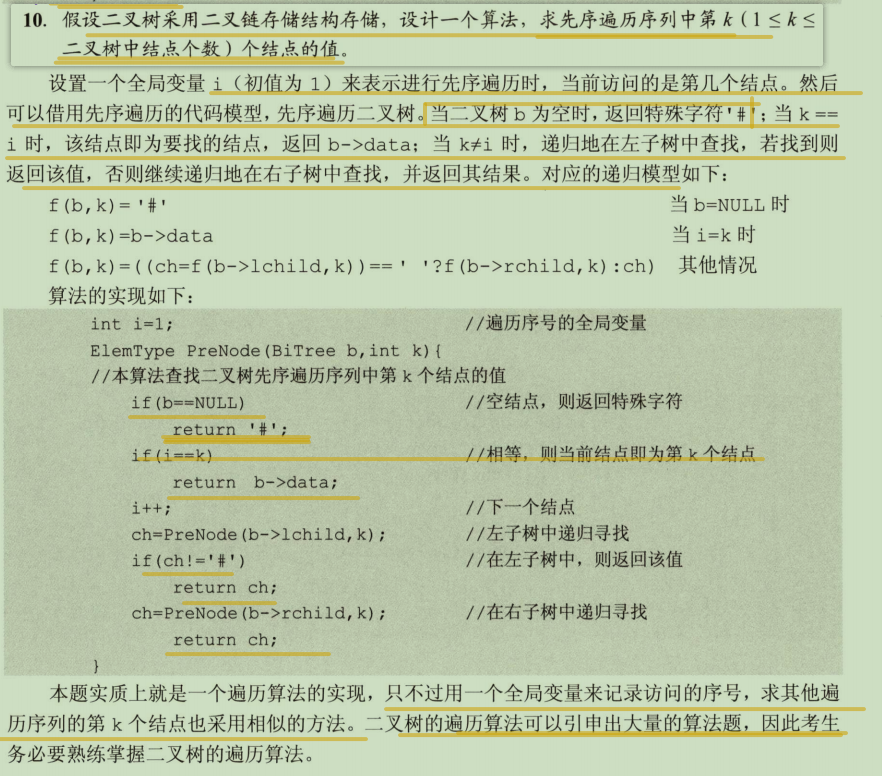 10. 假设二叉树采用二叉链存储结构存储，设计一个算法，求先序遍历序列中第 k（1≤k≤
二叉树中结点个数）个结点的值。
设置一个全局变量 i（初值为 1）来表示进行先序遍历时，当前访问的是第几个结点。然后
可以借用先序遍历的代码模型，先序遍历二叉树。当二叉树 b 为空时，返回特殊字符'#'；当 k==
i 时，该结点即为要找的结点，返回 b->data；当 k≠i 时，递归地在左子树中查找，若找到则
返回该值，否则继续递归地在右子树中查找，并返回其结果。对应的递归模型如下：
f(b,k)='#' 当 b=NULL 时
f(b,k)=b->data 当 i=k 时
f(b,k)=((ch=f(b->lchild,k))==' '?f(b->rchild,k):ch) 其他情况
算法的实现如下：
int i=1; //遍历序号的全局变量
ElemType PreNode(BiTree b,int k){
//本算法查找二叉树先序遍历序列中第 k 个结点的值
if(b==NULL) //空结点，则返回特殊字符
return '#';
if(i==k) //相等，则当前结点即为第 k 个结点
return b->data;
i++; //下一个结点
ch=PreNode(b->lchild,k); //左子树中递归寻找
if(ch!='#') //在左子树中，则返回该值
return ch;
ch=PreNode(b->rchild,k); //在右子树中递归寻找
return ch;
}
本题实质上就是一个遍历算法的实现，只不过用一个全局变量来记录访问的序号，求其他遍
历序列的第 k 个结点也采用相似的方法。二叉树的遍历算法可以引申出大量的算法题，因此考生
务必要熟练掌握二叉树的遍历算法。